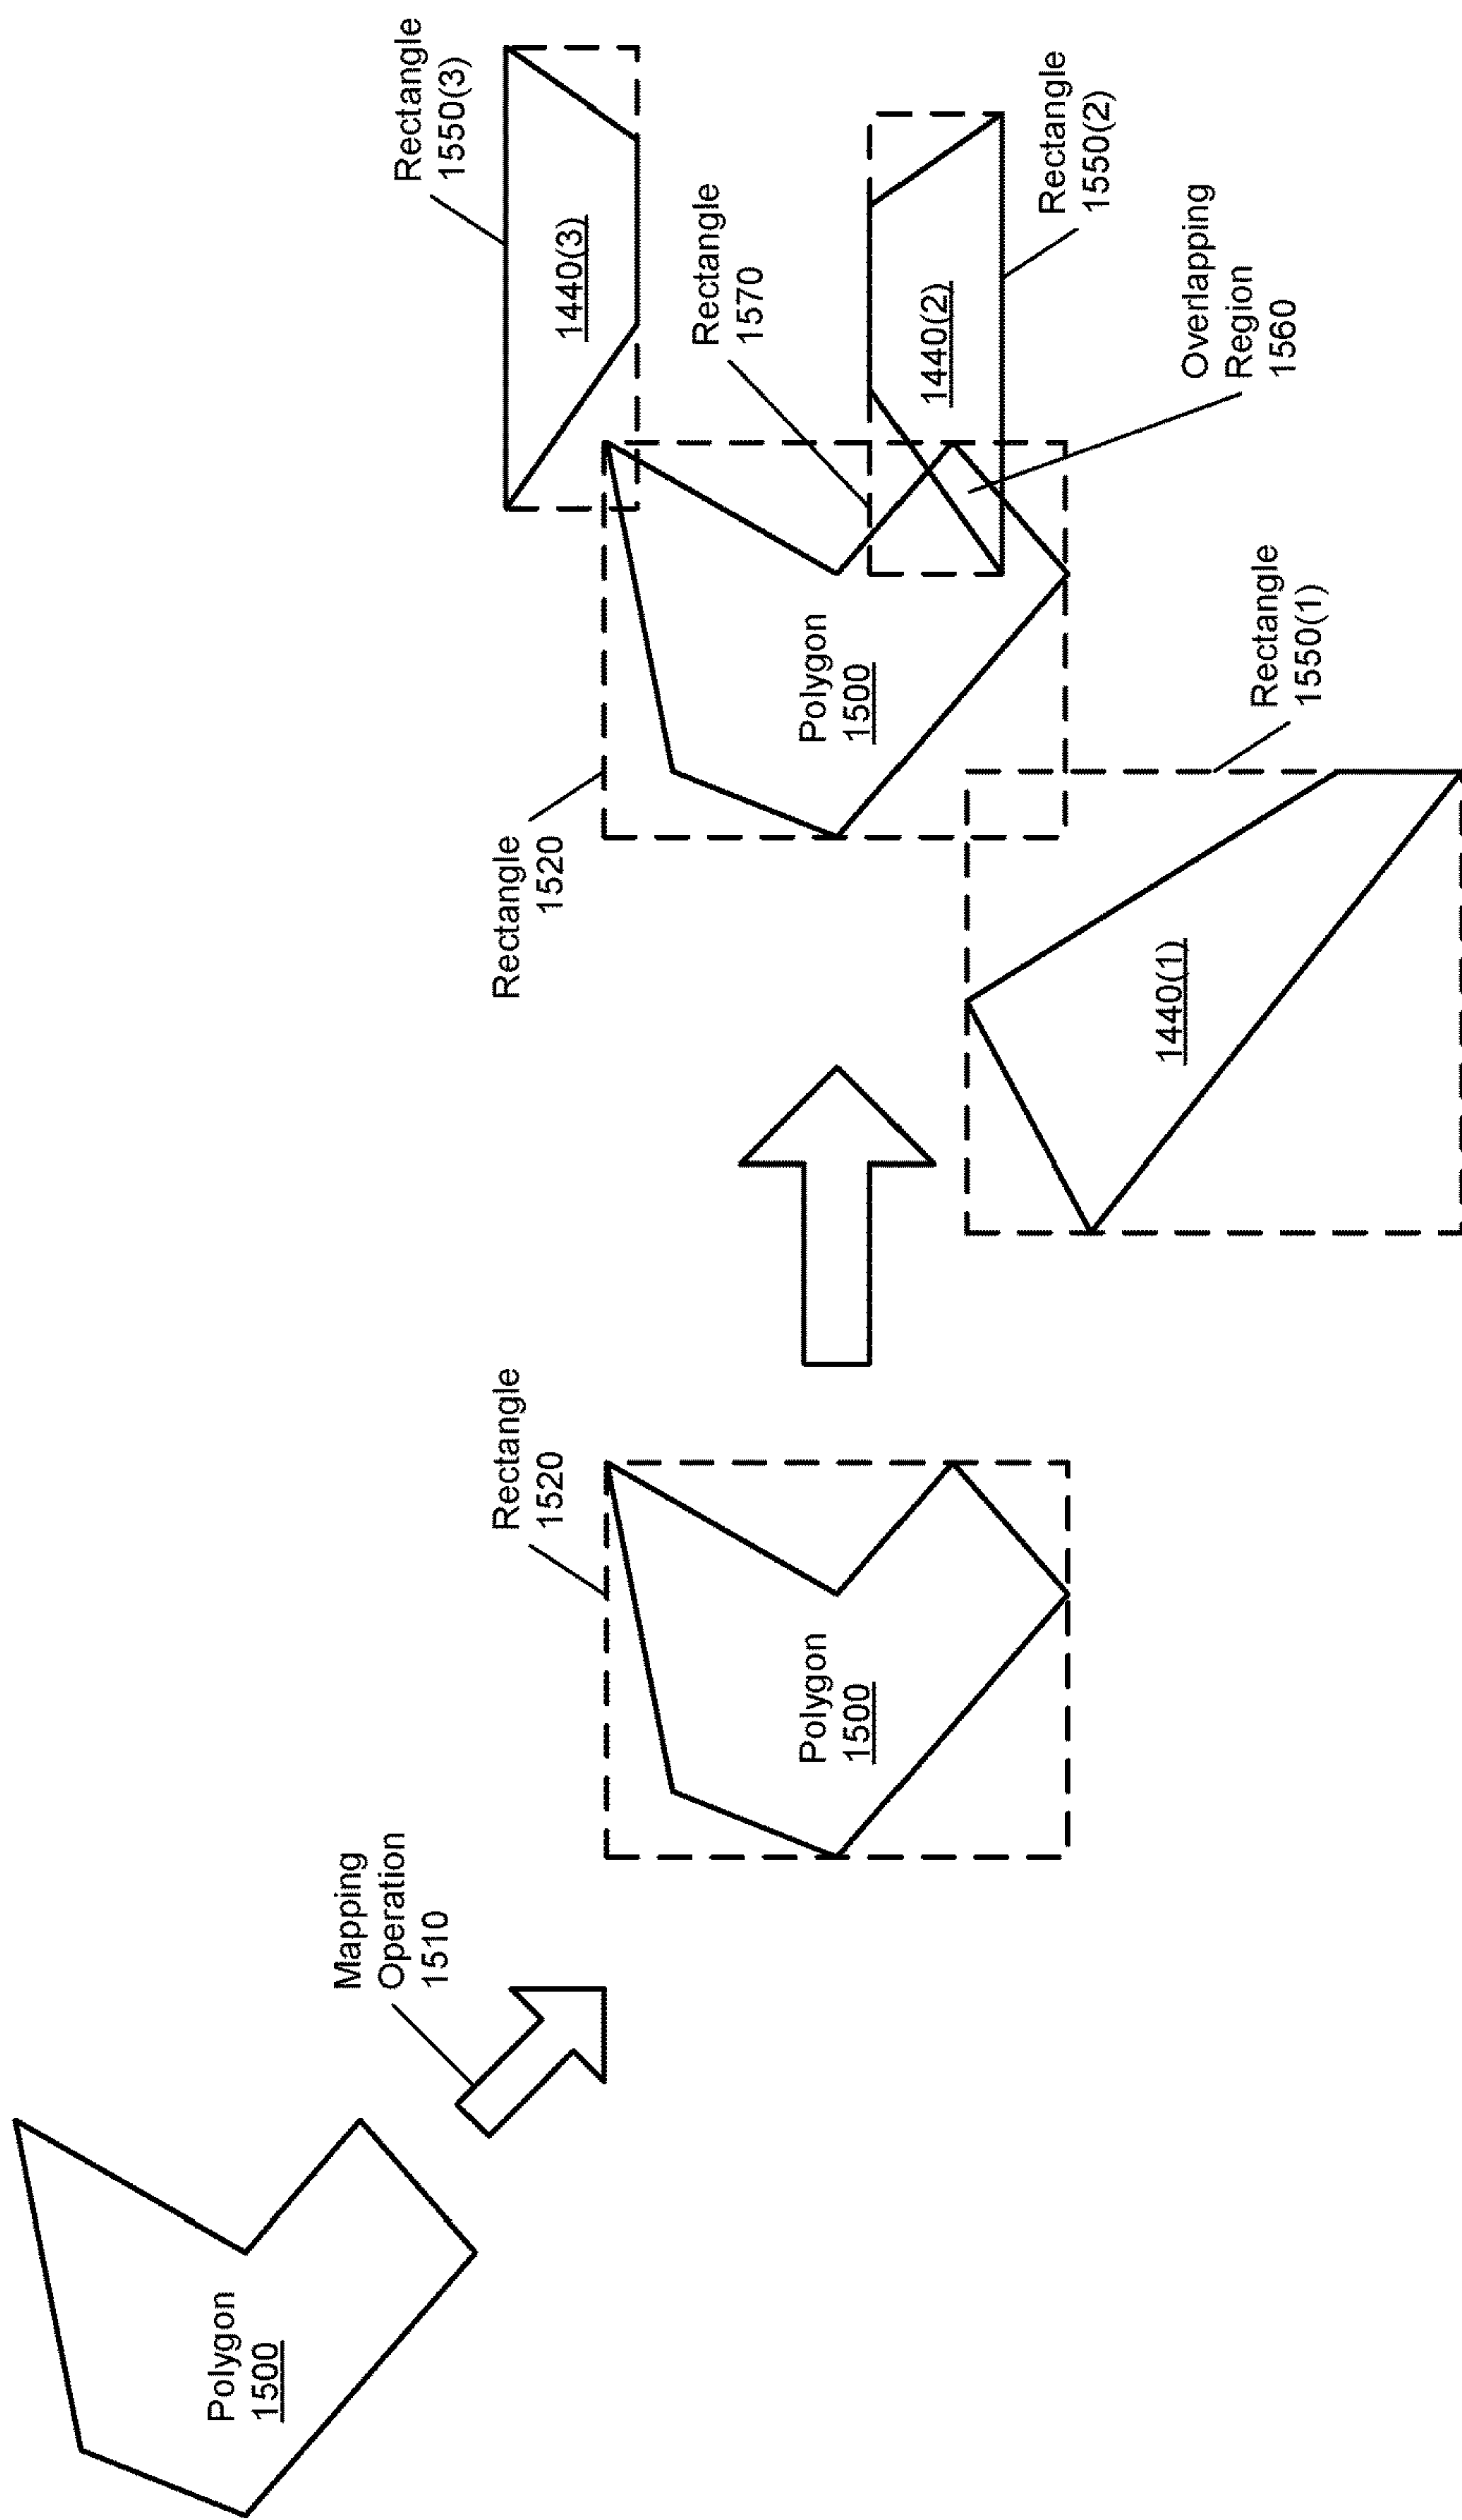 Polygon
1500
Mapping
Operation
1510
Rectangle
1520
Polygon
1500
Rectangle
1520
Polygon
1500
Rectangle
1550(3)
1440(3)
Rectangle
1570
1440(2)
Rectangle
1550(2)
Overlapping
Region
1560
Rectangle
1550(1)
1440(1)